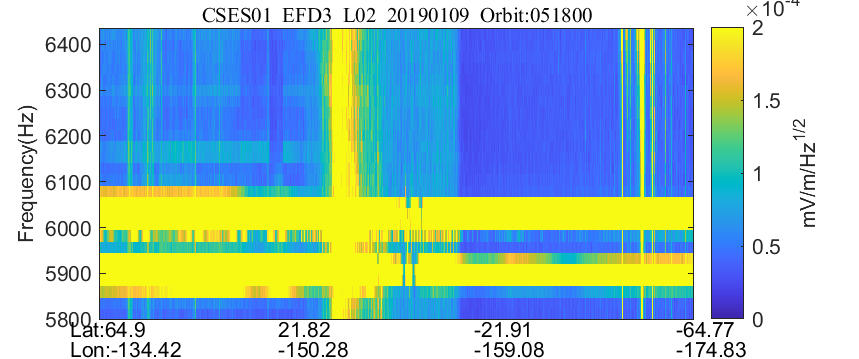 CSES01 EFD3 L02 20190109 Orbit:051800
×10⁻⁴
6400
6300
6200
6100
6000
5900
5800
Frequency(Hz)
2
1.5
1
0.5
0
mV/m/Hz^1/2
Lat:64.9 21.82 -21.91 -64.77
Lon:-134.42 -150.28 -159.08 -174.83